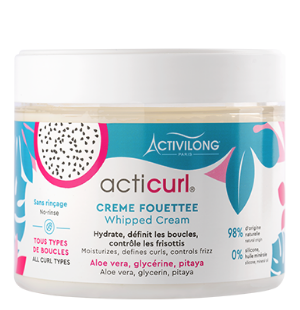 ACTIVILONG
PARIS
acticurl®
Sans rinçage
No-rinse
CREME FOUETTEE
Whipped Cream
Hydrate, définit les boucles,
contrôle les frisottis
Moisturizes, defines curls, controls frizz
TOUS TYPES
DE BOUCLES
ALL CURL TYPES
Aloe vera, glycérine, pitaya
Aloe vera, glycerin, pitaya
98% d'origine
naturelle
natural origin
0% silicone,
huile minérale